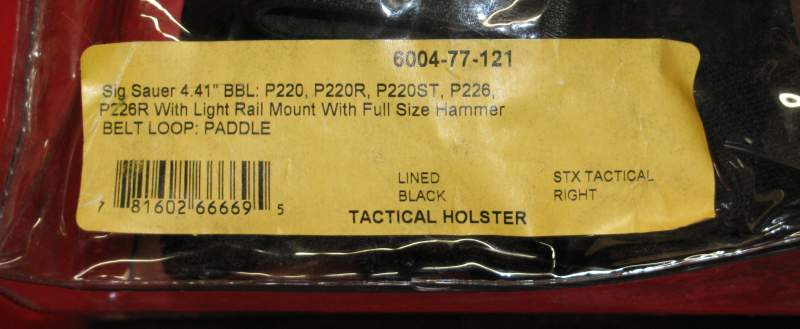 6004-77-121
Sig Sauer 4.41" BBL: P220, P220R, P220ST, P226,
P226R With Light Rail Mount With Full Size Hammer
BELT LOOP: PADDLE
LINED STX TACTICAL
BLACK RIGHT
7 81602 66669 5
TACTICAL HOLSTER